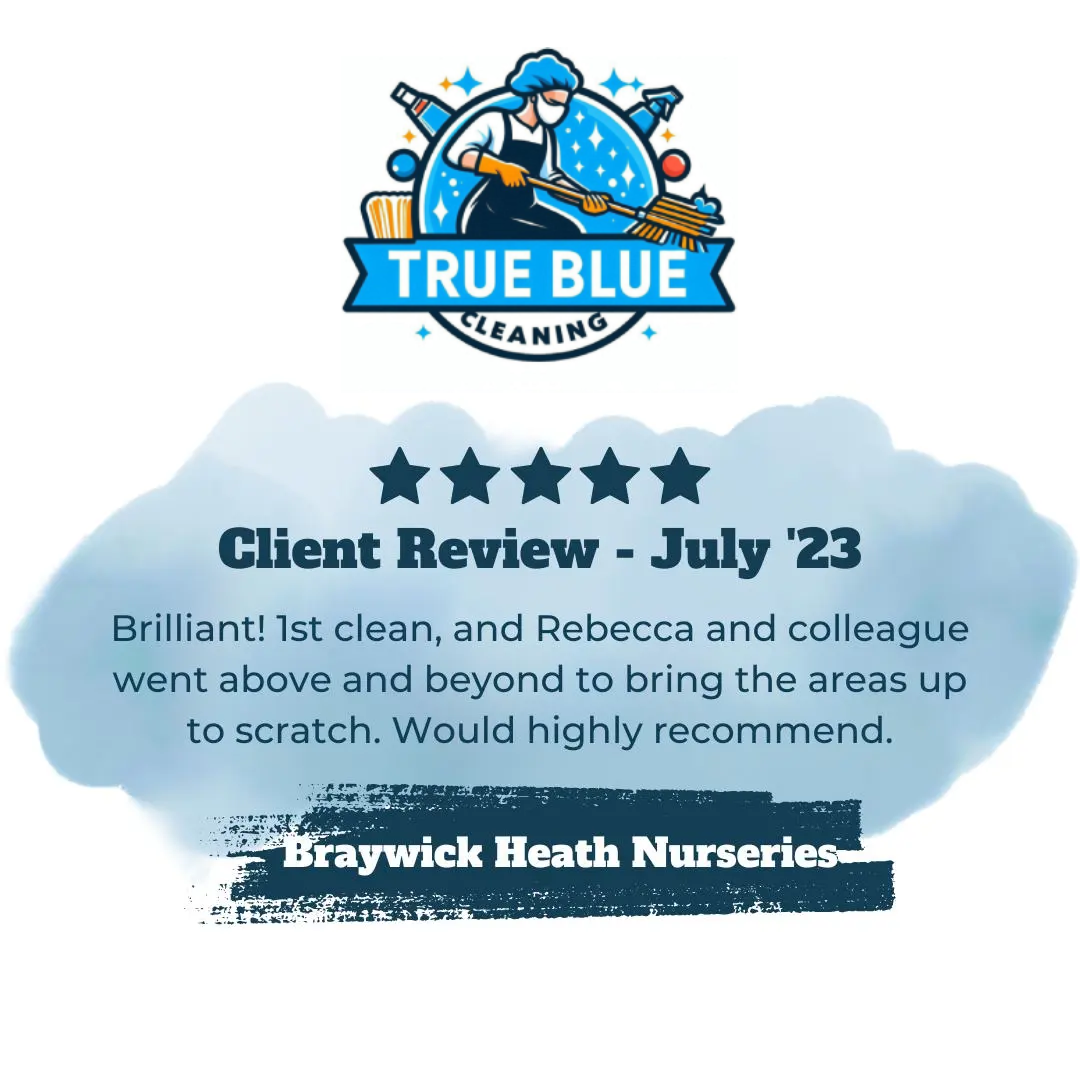 TRUE BLUE
CLEANING
Client Review - July '23
Brilliant! 1st clean, and Rebecca and colleague
went above and beyond to bring the areas up
to scratch. Would highly recommend.
Braywick Heath Nurseries